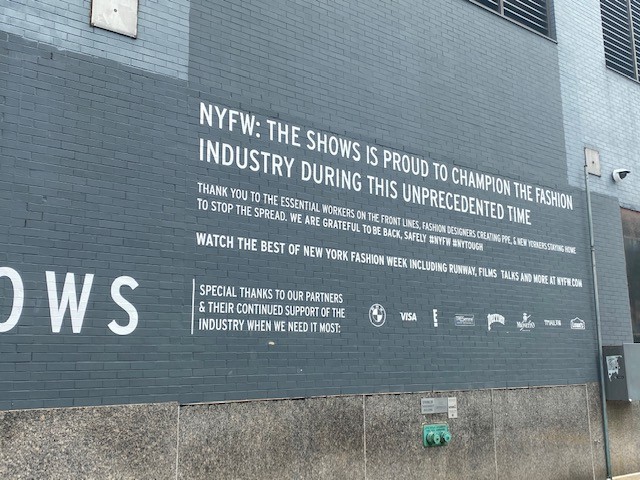 NYFW: THE SHOWS IS PROUD TO CHAMPION THE FASHION
INDUSTRY DURING THIS UNPRECEDENTED TIME
THANK YOU TO THE ESSENTIAL WORKERS ON THE FRONT LINES, FASHION DESIGNERS CREATING PPE, & NEW YORKERS STAYING HOME
TO STOP THE SPREAD. WE ARE GRATEFUL TO BE BACK, SAFELY #NYFW #NYTOUGH
WATCH THE BEST OF NEW YORK FASHION WEEK INCLUDING RUNWAY, FILMS TALKS AND MORE AT NYFW.COM
OWS
SPECIAL THANKS TO OUR PARTNERS
& THEIR CONTINUED SUPPORT OF THE
INDUSTRY WHEN WE NEED IT MOST:
VISA E LOWE'S